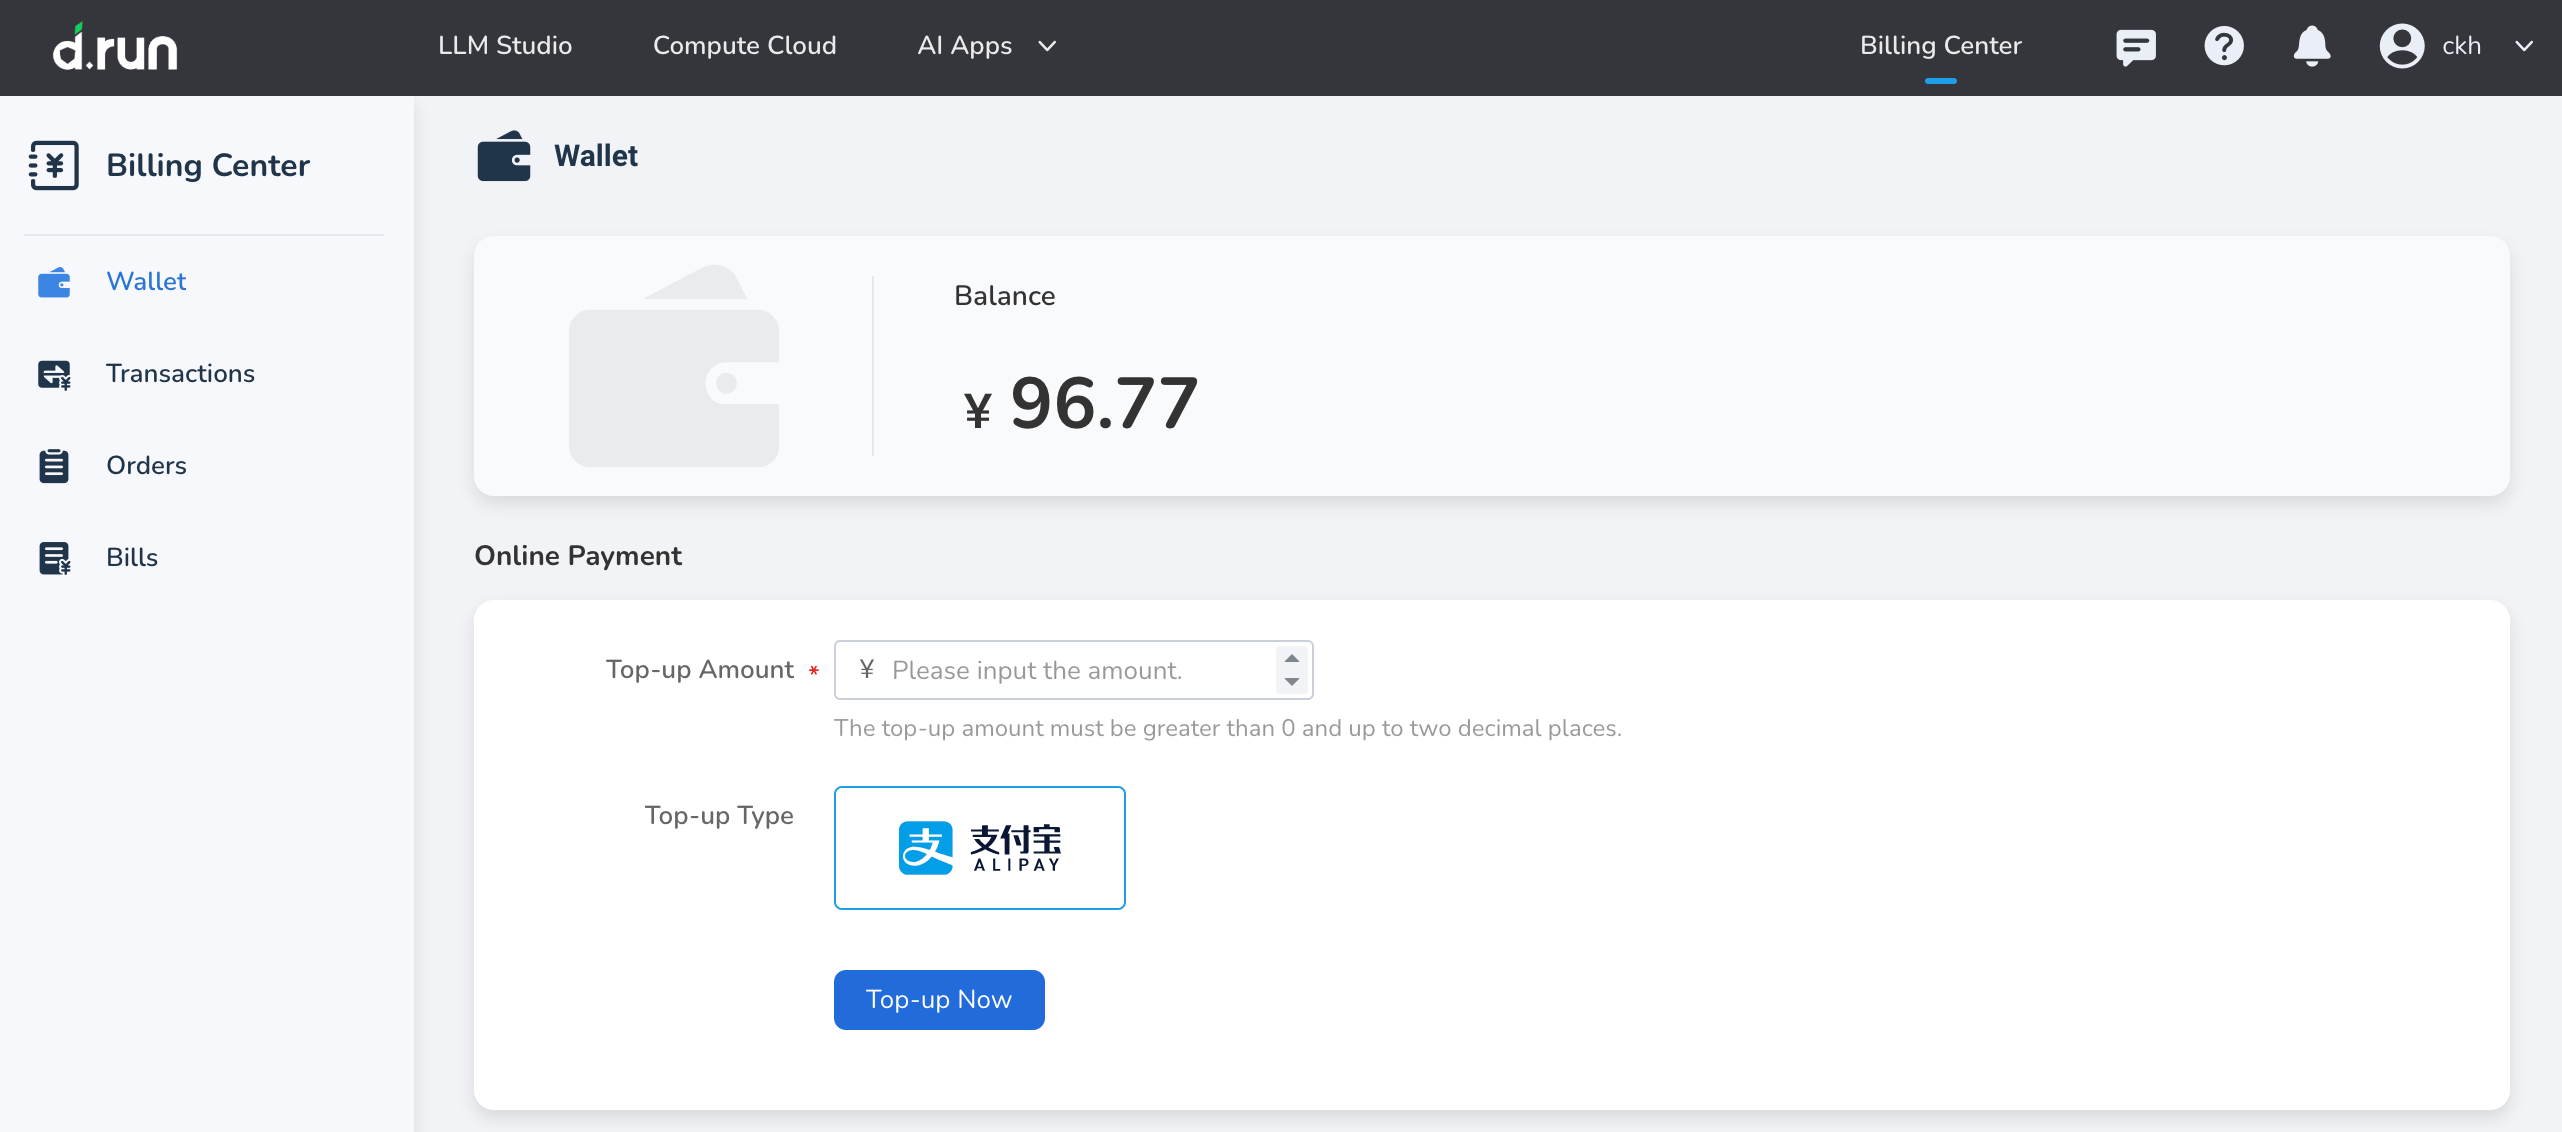 d.run
LLM Studio
Compute Cloud
AI Apps
Billing Center
ckh
Billing Center
Wallet
Transactions
Orders
Bills
Wallet
Balance
¥ 96.77
Online Payment
Top-up Amount *
¥ Please input the amount.
The top-up amount must be greater than 0 and up to two decimal places.
Top-up Type
支 支付宝
ALIPAY
Top-up Now